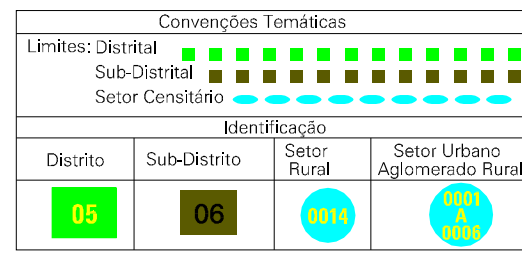 Convenções Temáticas
Limites: Distrital
Sub-Distrital
Setor Censitário
Identificação
Distrito
Sub-Distrito
Setor
Rural
Setor Urbano
Aglomerado Rural
05
06
0014
0001
A
0006